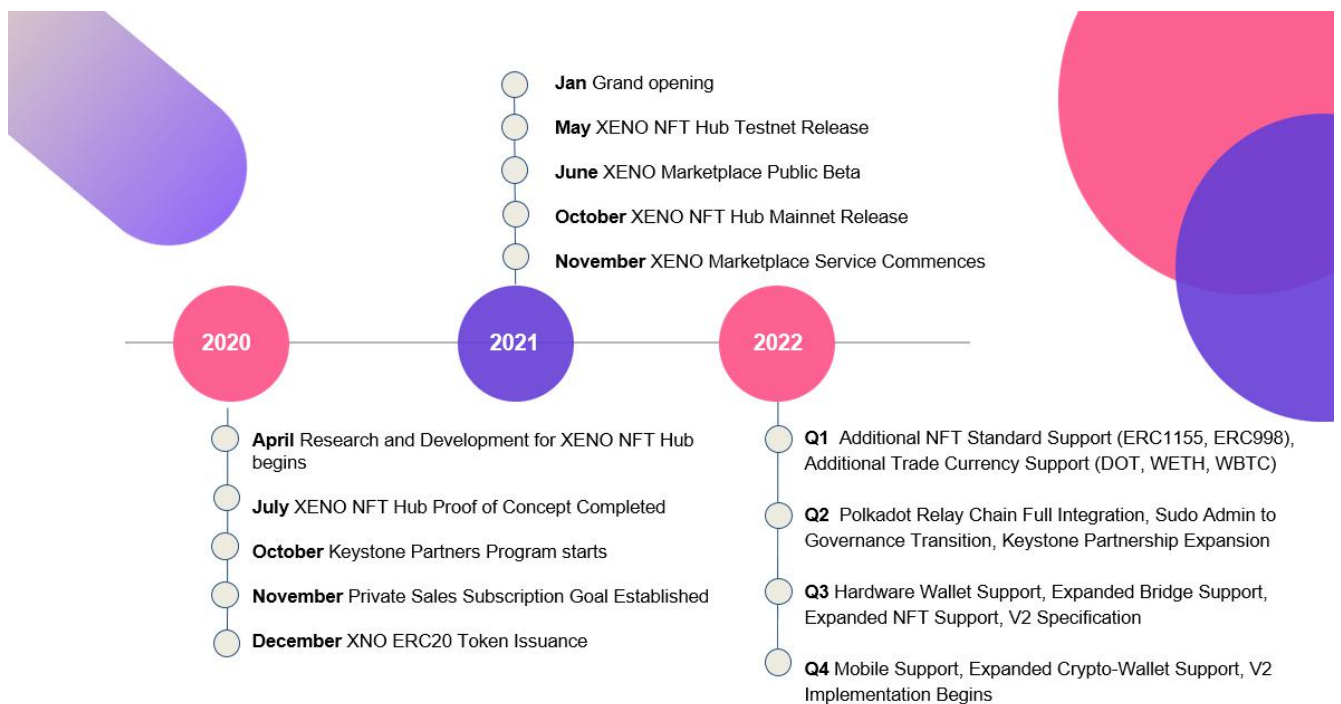 Jan Grand opening
May XENO NFT Hub Testnet Release
June XENO Marketplace Public Beta
October XENO NFT Hub Mainnet Release
November XENO Marketplace Service Commences
2020
2021
2022
April Research and Development for XENO NFT Hub
begins
July XENO NFT Hub Proof of Concept Completed
October Keystone Partners Program starts
November Private Sales Subscription Goal Established
December XNO ERC20 Token Issuance
Q1 Additional NFT Standard Support (ERC1155, ERC998),
Additional Trade Currency Support (DOT, WETH, WBTC)
Q2 Polkadot Relay Chain Full Integration, Sudo Admin to
Governance Transition, Keystone Partnership Expansion
Q3 Hardware Wallet Support, Expanded Bridge Support,
Expanded NFT Support, V2 Specification
Q4 Mobile Support, Expanded Crypto-Wallet Support, V2
Implementation Begins